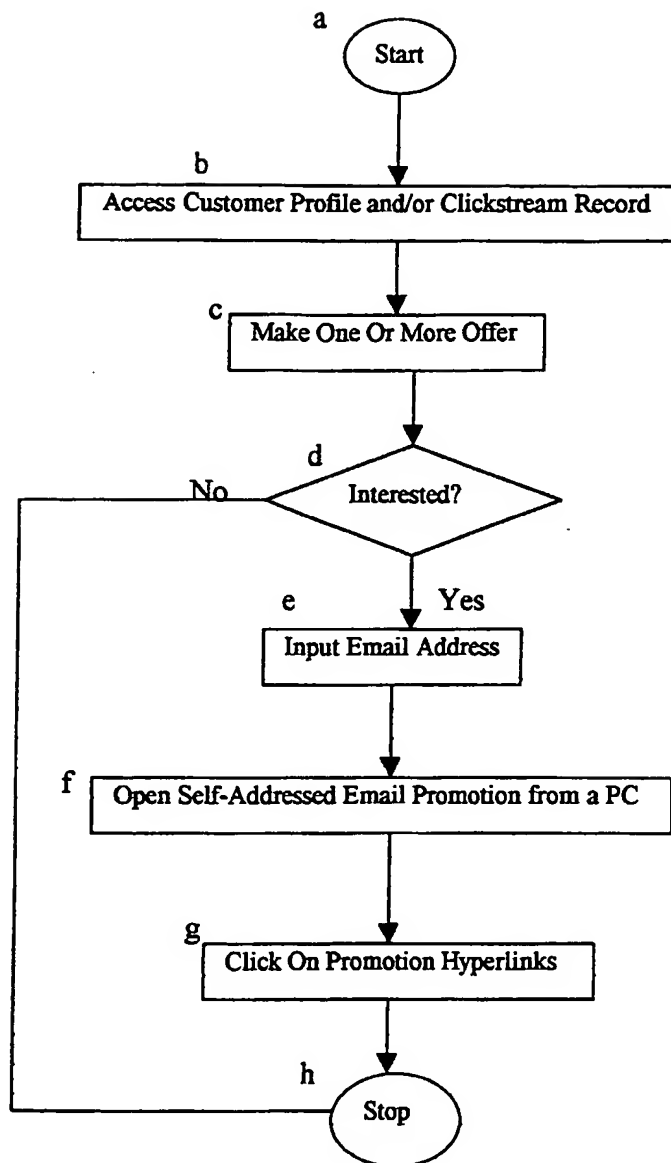 a
Start
b
Access Customer Profile and/or Clickstream Record
c
Make One Or More Offer
d
No
Interested?
e
Yes
Input Email Address
f
Open Self-Addressed Email Promotion from a PC
g
Click On Promotion Hyperlinks
h
Stop